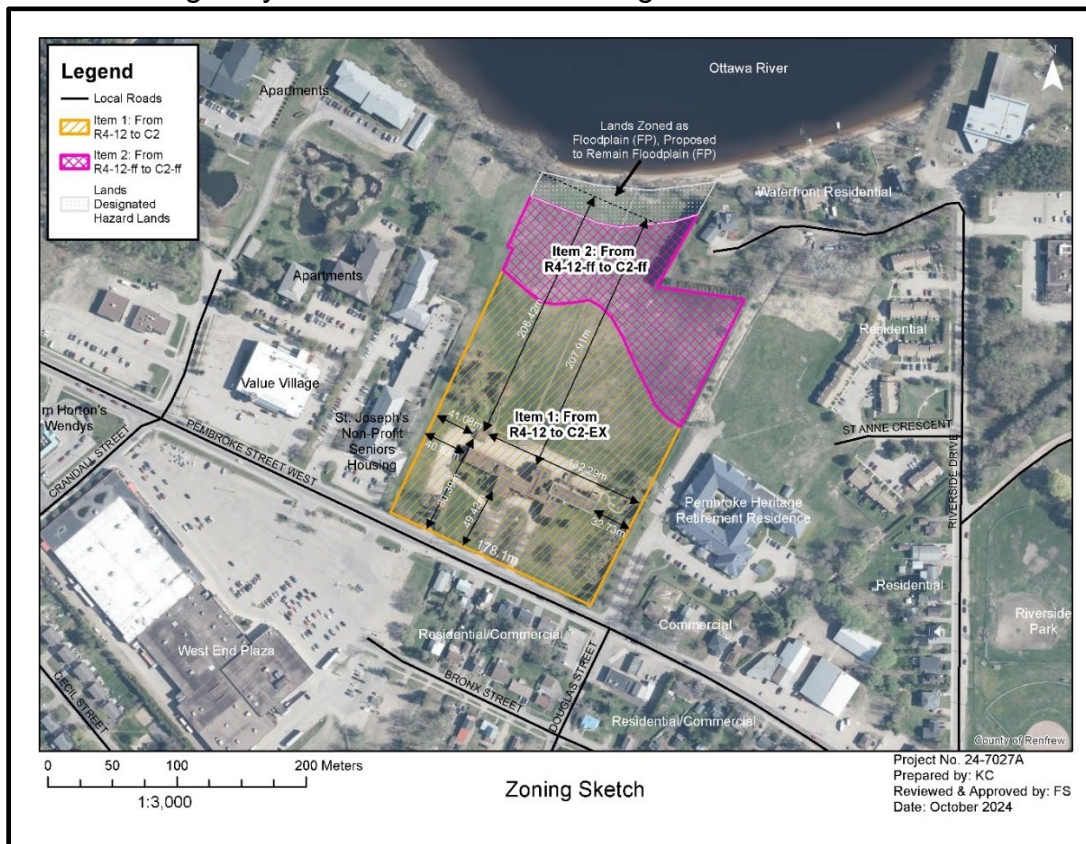 Legend
Local Roads
Item 1: From
R4-12 to C2
Item 2: From
R4-12-ff to C2-ff
Lands
Designated
Hazard Lands
Apartments
Ottawa River
N
Lands Zoned as
Floodplain (FP), Proposed
to Remain Floodplain (FP)
Waterfront Residential
Apartments
Item 2: From
R4-12-ff to C2-ff
206.42m
207.91m
Residential
Value Village
m Horton's
Wendys
CRANDALL STREET
PEMBROKE STREET WEST
St. Joseph's
Non-Profit
Seniors
Housing
41.08m
Item 1: From
R4-12 to C2-EX
132.29m
49.42m
32.73m
178.1m
ST ANNE CRESCENT
RIVERSIDE DRIVE
Pembroke Heritage
Retirement Residence
Residential
Riverside
Park
Commercial
Residential/Commercial
West End Plaza
BRONX STREET
DOUGLAS STREET
Residential/Commercial
CECIL STREET
County of Renfrew
0 50 100 200 Meters
1:3,000
Zoning Sketch
Project No. 24-7027A
Prepared by: KC
Reviewed & Approved by: FS
Date: October 2024